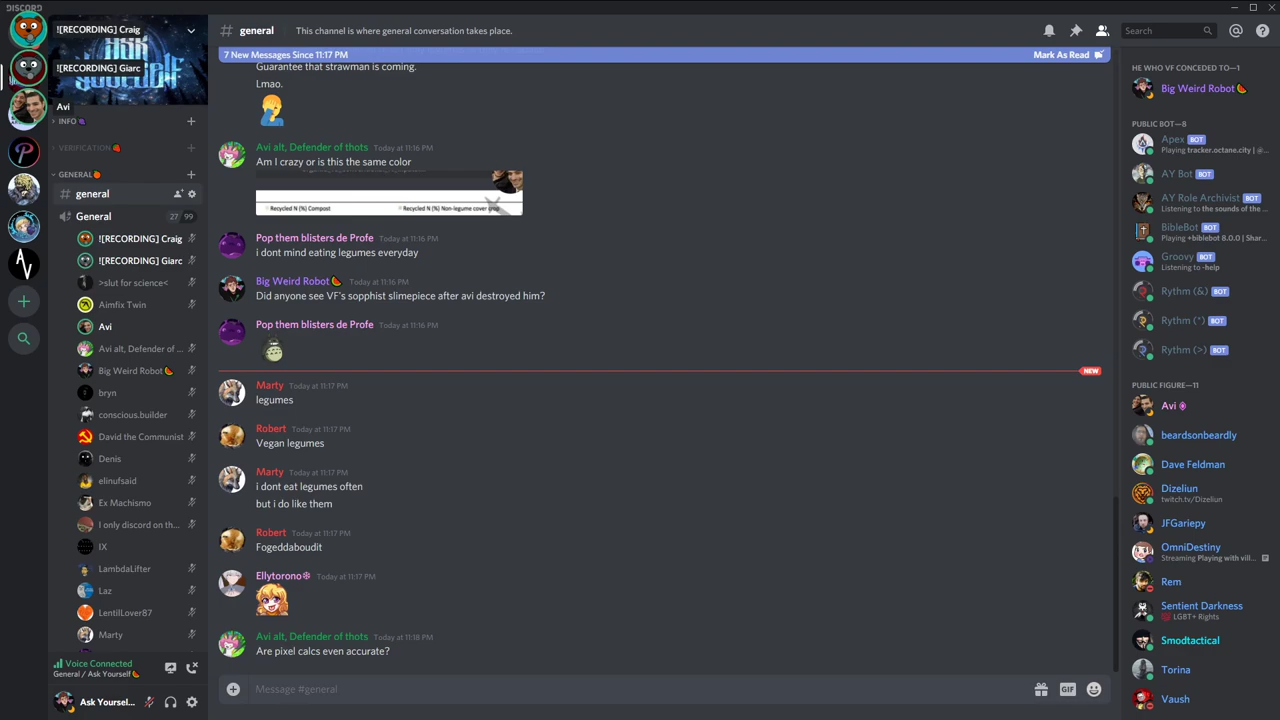 DISCORD
![RECORDING] Craig
![RECORDING] Giarc
Avi
INFO
VERIFICATION
GENERAL
# general
General 27 99
![RECORDING] Craig
![RECORDING] Giarc
>slut for science<
Aimfix Twin
Avi
Avi alt, Defender of ...
Big Weird Robot
bryn
conscious.builder
David the Communist
Denis
elinufsaid
Ex Machismo
I only discord on th...
IX
LambdaLifter
Laz
LentilLover87
Marty
Voice Connected
General / Ask Yourself
Ask Yoursel...
# general This channel is where general conversation takes place.
Search
7 New Messages Since 11:17 PM Mark As Read
Guarantee that strawman is coming.
Lmao.
Avi alt, Defender of thots Today at 11:16 PM
Am I crazy or is this the same color
Recycled N (%) Compost Recycled N (%) Non-legume cover crop
Pop them blisters de Profe Today at 11:16 PM
i dont mind eating legumes everyday
Big Weird Robot Today at 11:16 PM
Did anyone see VF's sopphist slimepiece after avi destroyed him?
Pop them blisters de Profe Today at 11:16 PM
NEW
Marty Today at 11:17 PM
legumes
Robert Today at 11:17 PM
Vegan legumes
Marty Today at 11:17 PM
i dont eat legumes often
but i do like them
Robert Today at 11:17 PM
Fogeddaboudit
Ellytorono Today at 11:17 PM
Avi alt, Defender of thots Today at 11:18 PM
Are pixel calcs even accurate?
Message #general
GIF
HE WHO VF CONCEDED TO—1
Big Weird Robot
PUBLIC BOT—8
Apex BOT
Playing tracker.octane.city | @...
AY Bot BOT
AY Role Archivist BOT
Listening to the sounds of the ...
BibleBot BOT
Playing +biblebot 8.0.0 | Shar...
Groovy BOT
Listening to -help
Rythm (&) BOT
Rythm (*) BOT
Rythm (>) BOT
PUBLIC FIGURE—11
Avi
beardsonbeardly
Dave Feldman
Dizeliun
twitch.tv/Dizeliun
JFGariepy
OmniDestiny
Streaming Playing with vill...
Rem
Sentient Darkness
LGBT+ Rights
Smodtactical
Torina
Vaush